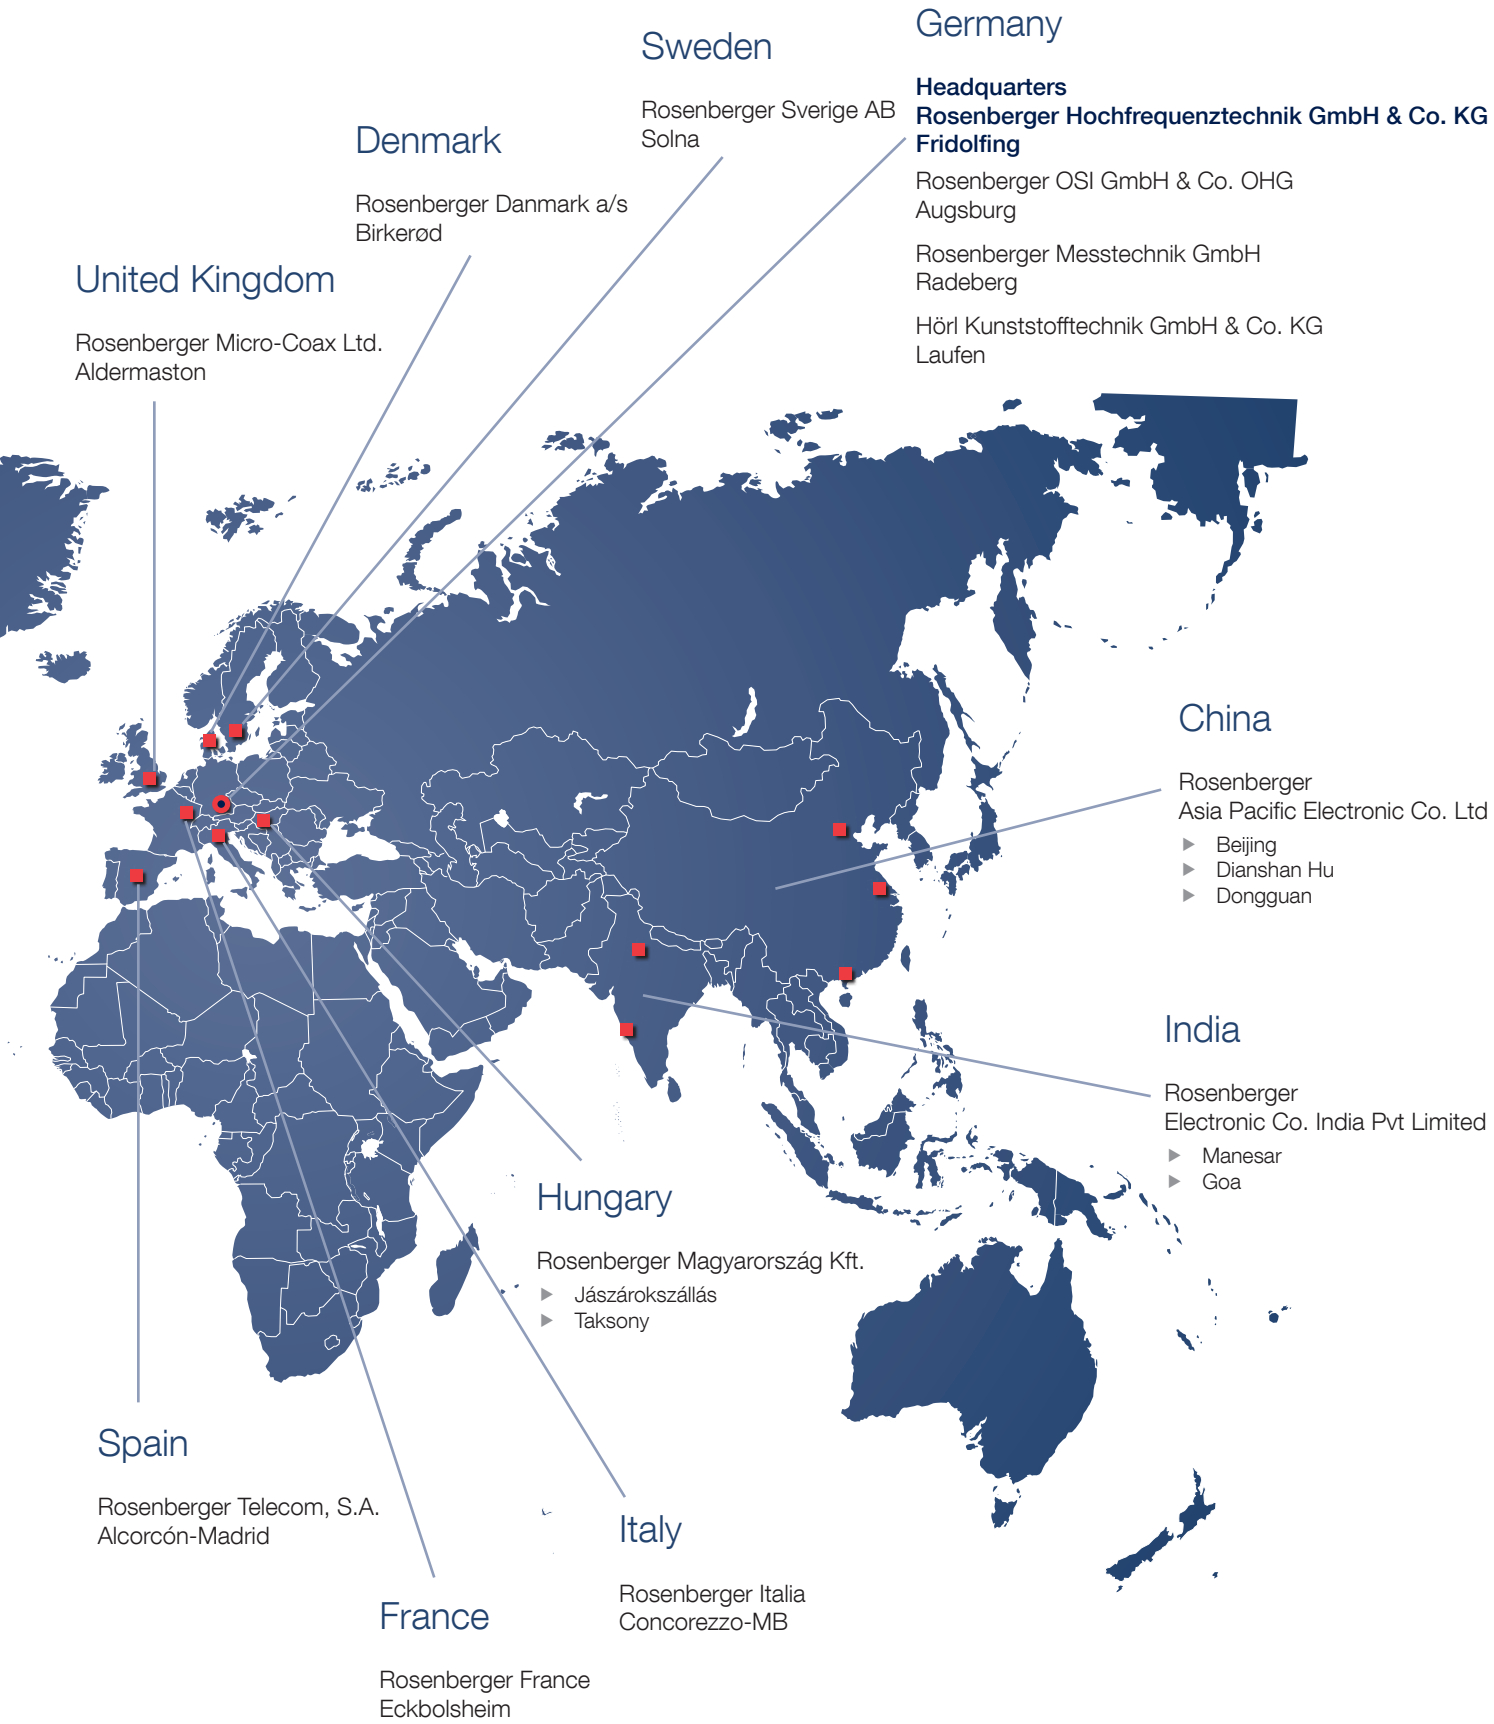 Germany
Headquarters
Rosenberger Hochfrequenztechnik GmbH & Co. KG
Fridolfing
Rosenberger OSI GmbH & Co. OHG
Augsburg
Rosenberger Messtechnik GmbH
Radeberg
Hörl Kunststofftechnik GmbH & Co. KG
Laufen
Sweden
Rosenberger Sverige AB
Solna
Denmark
Rosenberger Danmark a/s
Birkerød
United Kingdom
Rosenberger Micro-Coax Ltd.
Aldermaston
China
Rosenberger
Asia Pacific Electronic Co. Ltd
Beijing
Dianshan Hu
Dongguan
India
Rosenberger
Electronic Co. India Pvt Limited
Manesar
Goa
Hungary
Rosenberger Magyarország Kft.
Jászárokszállás
Taksony
Spain
Rosenberger Telecom, S.A.
Alcorcón-Madrid
Italy
Rosenberger Italia
Concorezzo-MB
France
Rosenberger France
Eckbolsheim